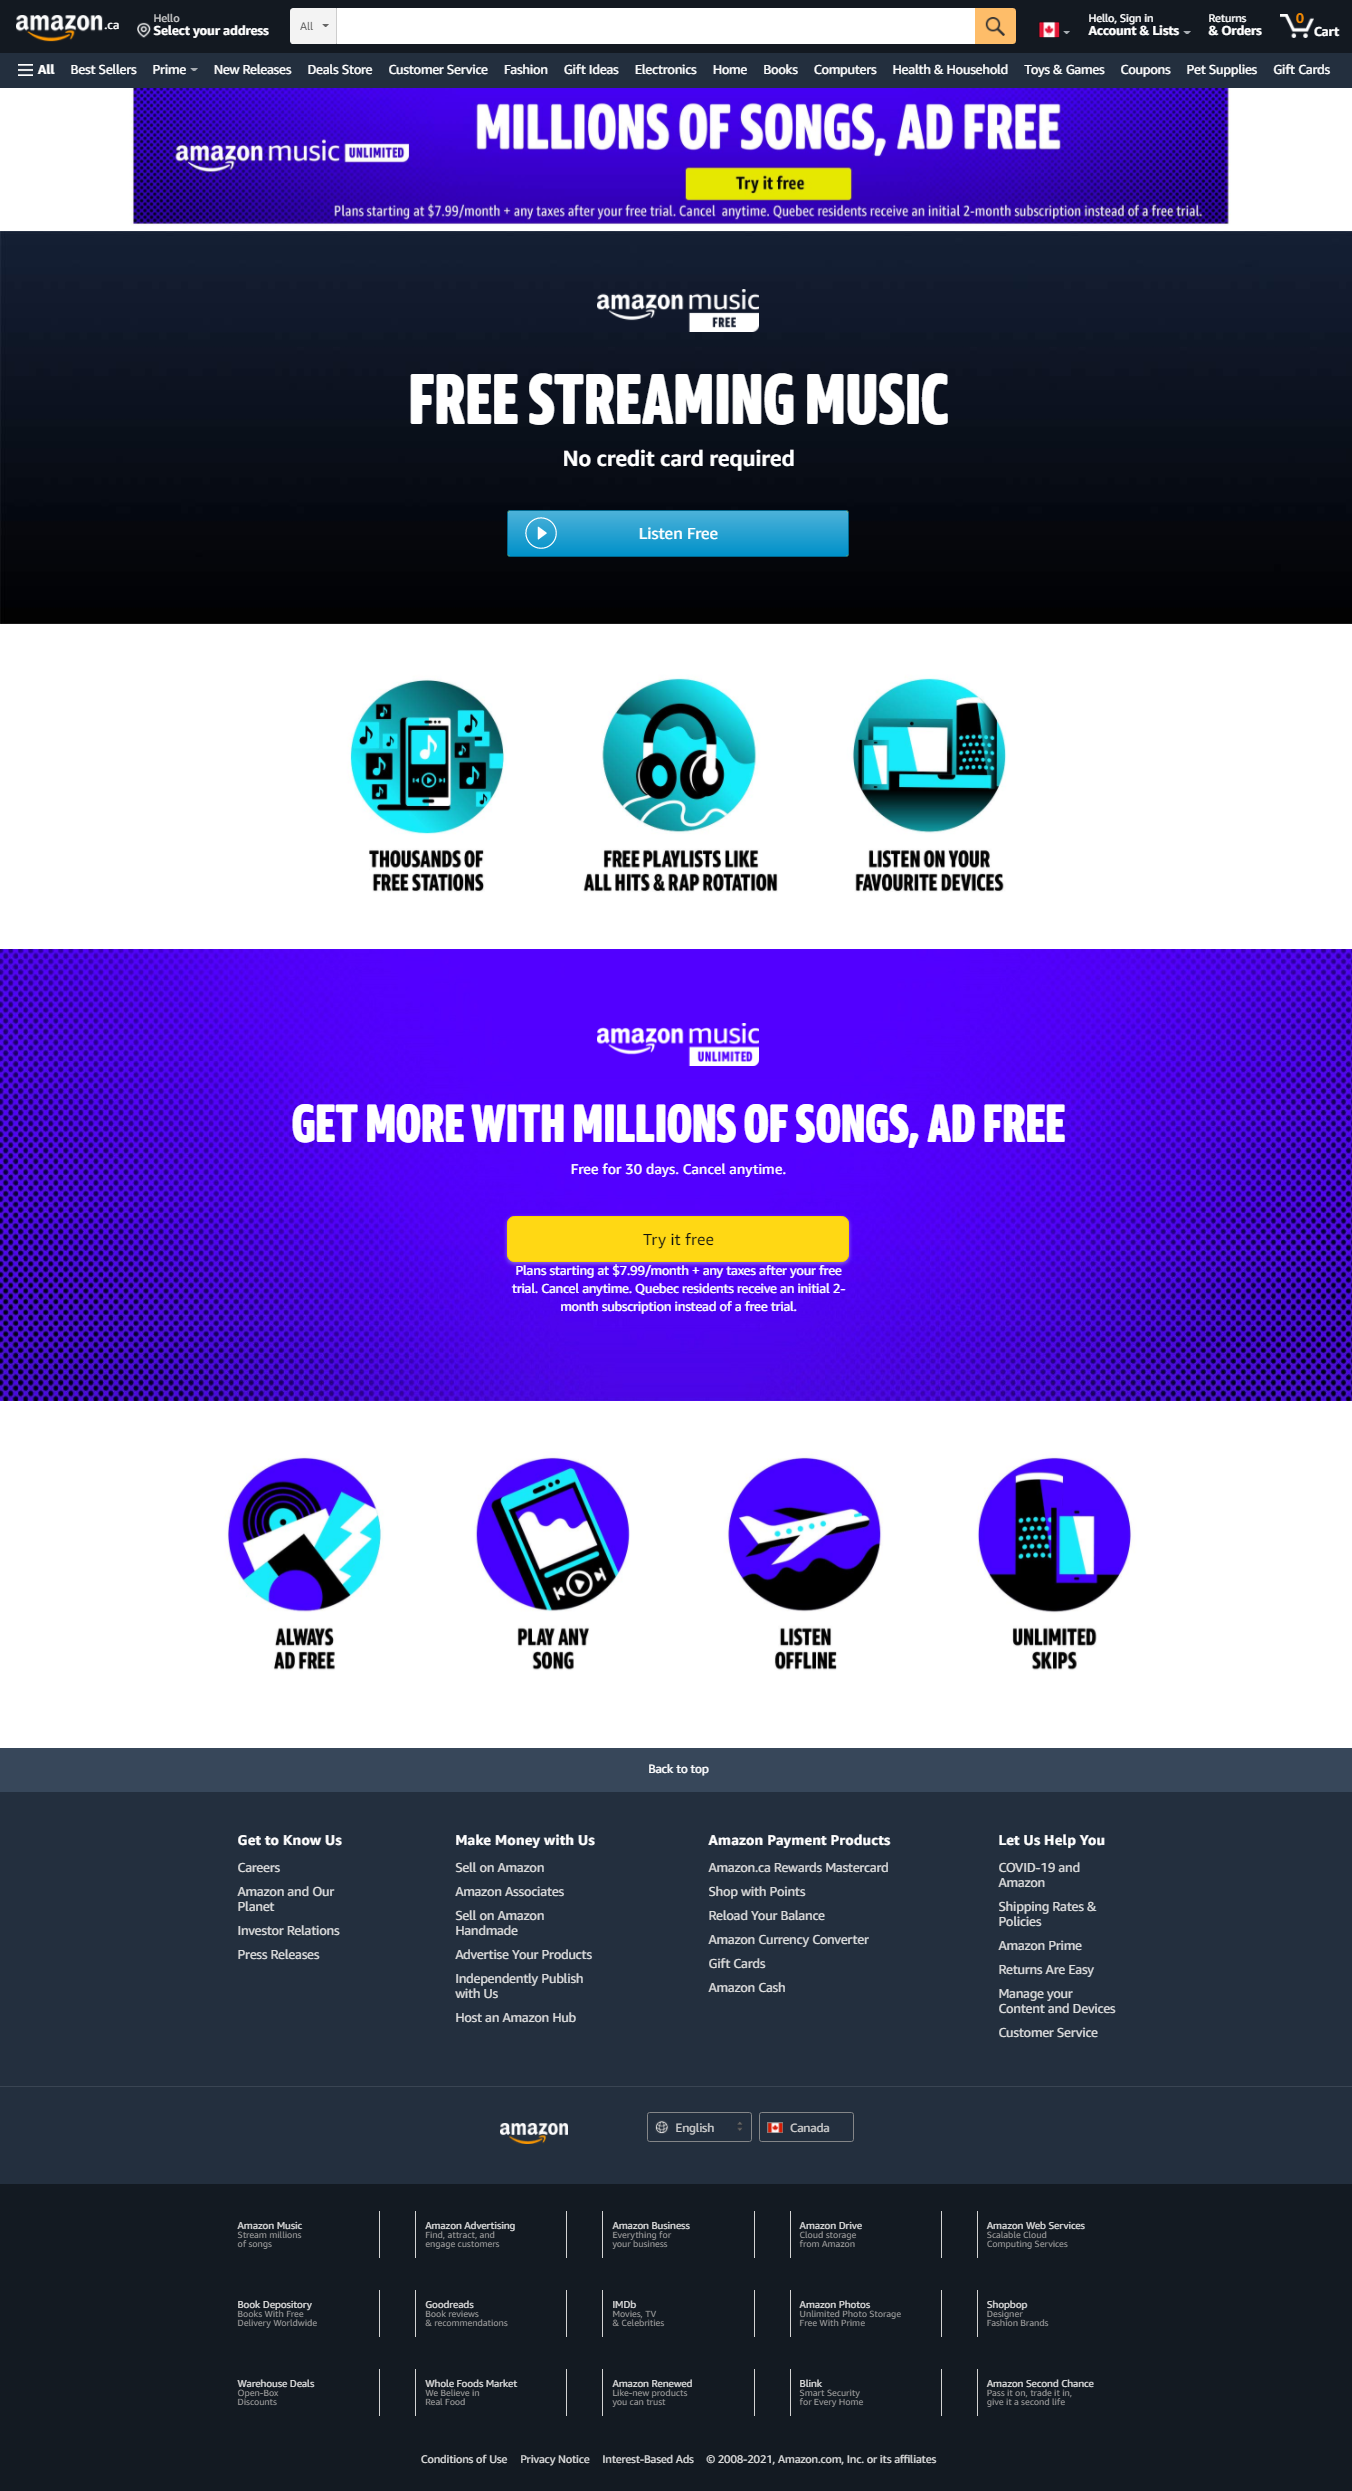 amazon.ca
Hello
Select your address
All
Hello, Sign in
Account & Lists
Returns
& Orders
0
Cart
All
Best Sellers
Prime
New Releases
Deals Store
Customer Service
Fashion
Gift Ideas
Electronics
Home
Books
Computers
Health & Household
Toys & Games
Coupons
Pet Supplies
Gift Cards
amazon music UNLIMITED
MILLIONS OF SONGS, AD FREE
Try it free
Plans starting at $7.99/month + any taxes after your free trial. Cancel anytime. Quebec residents receive an initial 2-month subscription instead of a free trial.
amazon music
FREE
FREE STREAMING MUSIC
No credit card required
Listen Free
THOUSANDS OF
FREE STATIONS
FREE PLAYLISTS LIKE
ALL HITS & RAP ROTATION
LISTEN ON YOUR
FAVOURITE DEVICES
amazon music
UNLIMITED
GET MORE WITH MILLIONS OF SONGS, AD FREE
Free for 30 days. Cancel anytime.
Try it free
Plans starting at $7.99/month + any taxes after your free
trial. Cancel anytime. Quebec residents receive an initial 2-
month subscription instead of a free trial.
ALWAYS
AD FREE
PLAY ANY
SONG
LISTEN
OFFLINE
UNLIMITED
SKIPS
Back to top
Get to Know Us
Careers
Amazon and Our
Planet
Investor Relations
Press Releases
Make Money with Us
Sell on Amazon
Amazon Associates
Sell on Amazon
Handmade
Advertise Your Products
Independently Publish
with Us
Host an Amazon Hub
Amazon Payment Products
Amazon.ca Rewards Mastercard
Shop with Points
Reload Your Balance
Amazon Currency Converter
Gift Cards
Amazon Cash
Let Us Help You
COVID-19 and
Amazon
Shipping Rates &
Policies
Amazon Prime
Returns Are Easy
Manage your
Content and Devices
Customer Service
amazon
English
Canada
Amazon Music
Stream millions
of songs
Amazon Advertising
Find, attract, and
engage customers
Amazon Business
Everything for
your business
Amazon Drive
Cloud storage
from Amazon
Amazon Web Services
Scalable Cloud
Computing Services
Book Depository
Books With Free
Delivery Worldwide
Goodreads
Book reviews
& recommendations
IMDb
Movies, TV
& Celebrities
Amazon Photos
Unlimited Photo Storage
Free With Prime
Shopbop
Designer
Fashion Brands
Warehouse Deals
Open-Box
Discounts
Whole Foods Market
We Believe in
Real Food
Amazon Renewed
Like-new products
you can trust
Blink
Smart Security
for Every Home
Amazon Second Chance
Pass it on, trade it in,
give it a second life
Conditions of Use
Privacy Notice
Interest-Based Ads
© 2008-2021, Amazon.com, Inc. or its affiliates